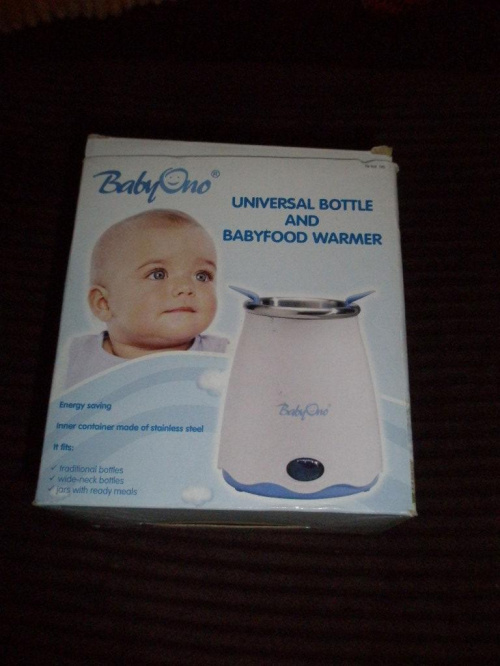 BabyOno®
UNIVERSAL BOTTLE
AND
BABYFOOD WARMER
BabyOno®
Energy saving
Inner container made of stainless steel
It fits:
✓ traditional bottles
✓ wide-neck bottles
✓ jars with ready meals